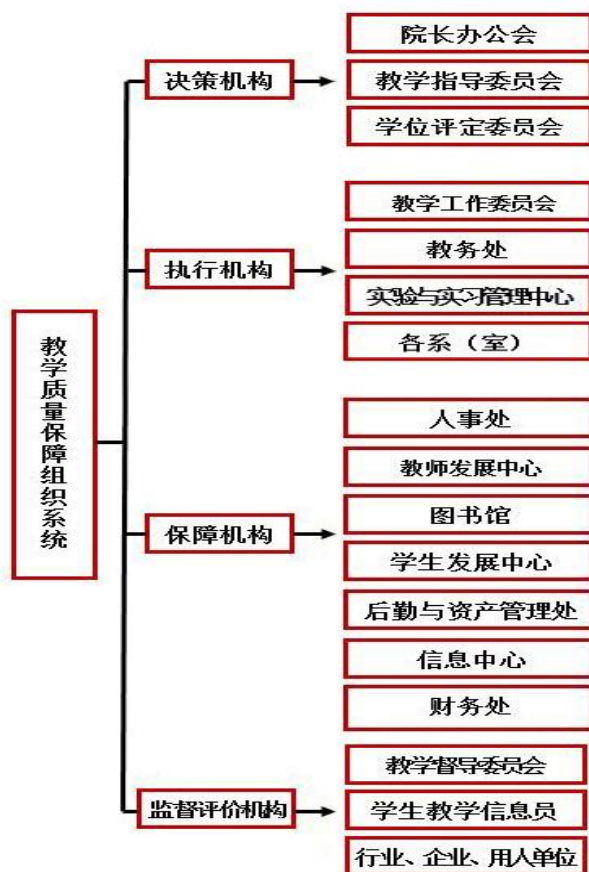 教学质量保障组织系统
决策机构
院长办公会
教学指导委员会
学位评定委员会
执行机构
教学工作委员会
教务处
实验与实习管理中心
各系（室）
保障机构
人事处
教师发展中心
图书馆
学生发展中心
后勤与资产管理处
信息中心
财务处
监督评价机构
教学督导委员会
学生教学信息员
行业、企业、用人单位